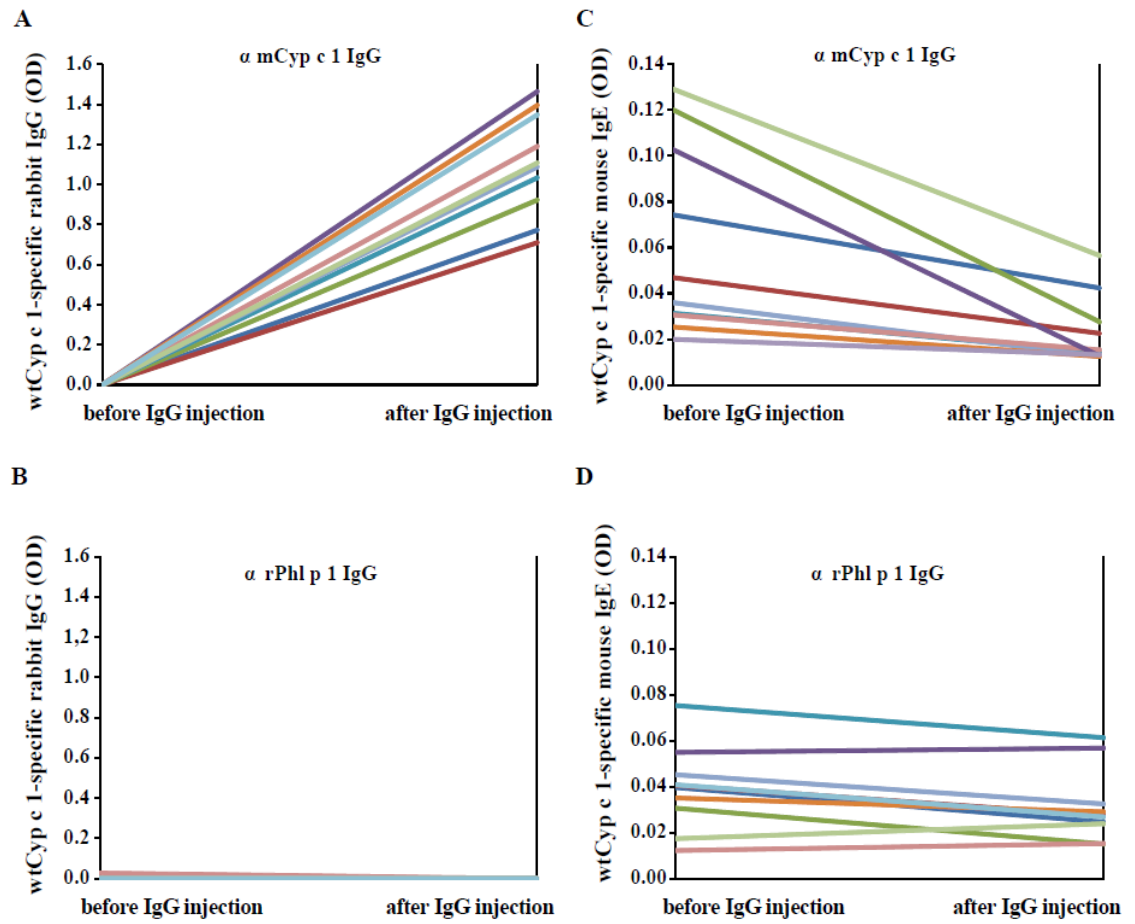 A
α mCyp c 1 IgG
wtCyp c 1-specific rabbit IgG (OD)
1.6
1.4
1.2
1.0
0.8
0.6
0.4
0.2
0.0
before IgG injection after IgG injection
C
α mCyp c 1 IgG
wtCyp c 1-specific mouse IgE (OD)
0.14
0.12
0.10
0.08
0.06
0.04
0.02
0.00
before IgG injection after IgG injection
B
α rPhl p 1 IgG
wtCyp c 1-specific rabbit IgG (OD)
1.6
1.4
1.2
1.0
0.8
0.6
0.4
0.2
0.0
before IgG injection after IgG injection
D
α rPhl p 1 IgG
wtCyp c 1-specific mouse IgE (OD)
0.14
0.12
0.10
0.08
0.06
0.04
0.02
0.00
before IgG injection after IgG injection